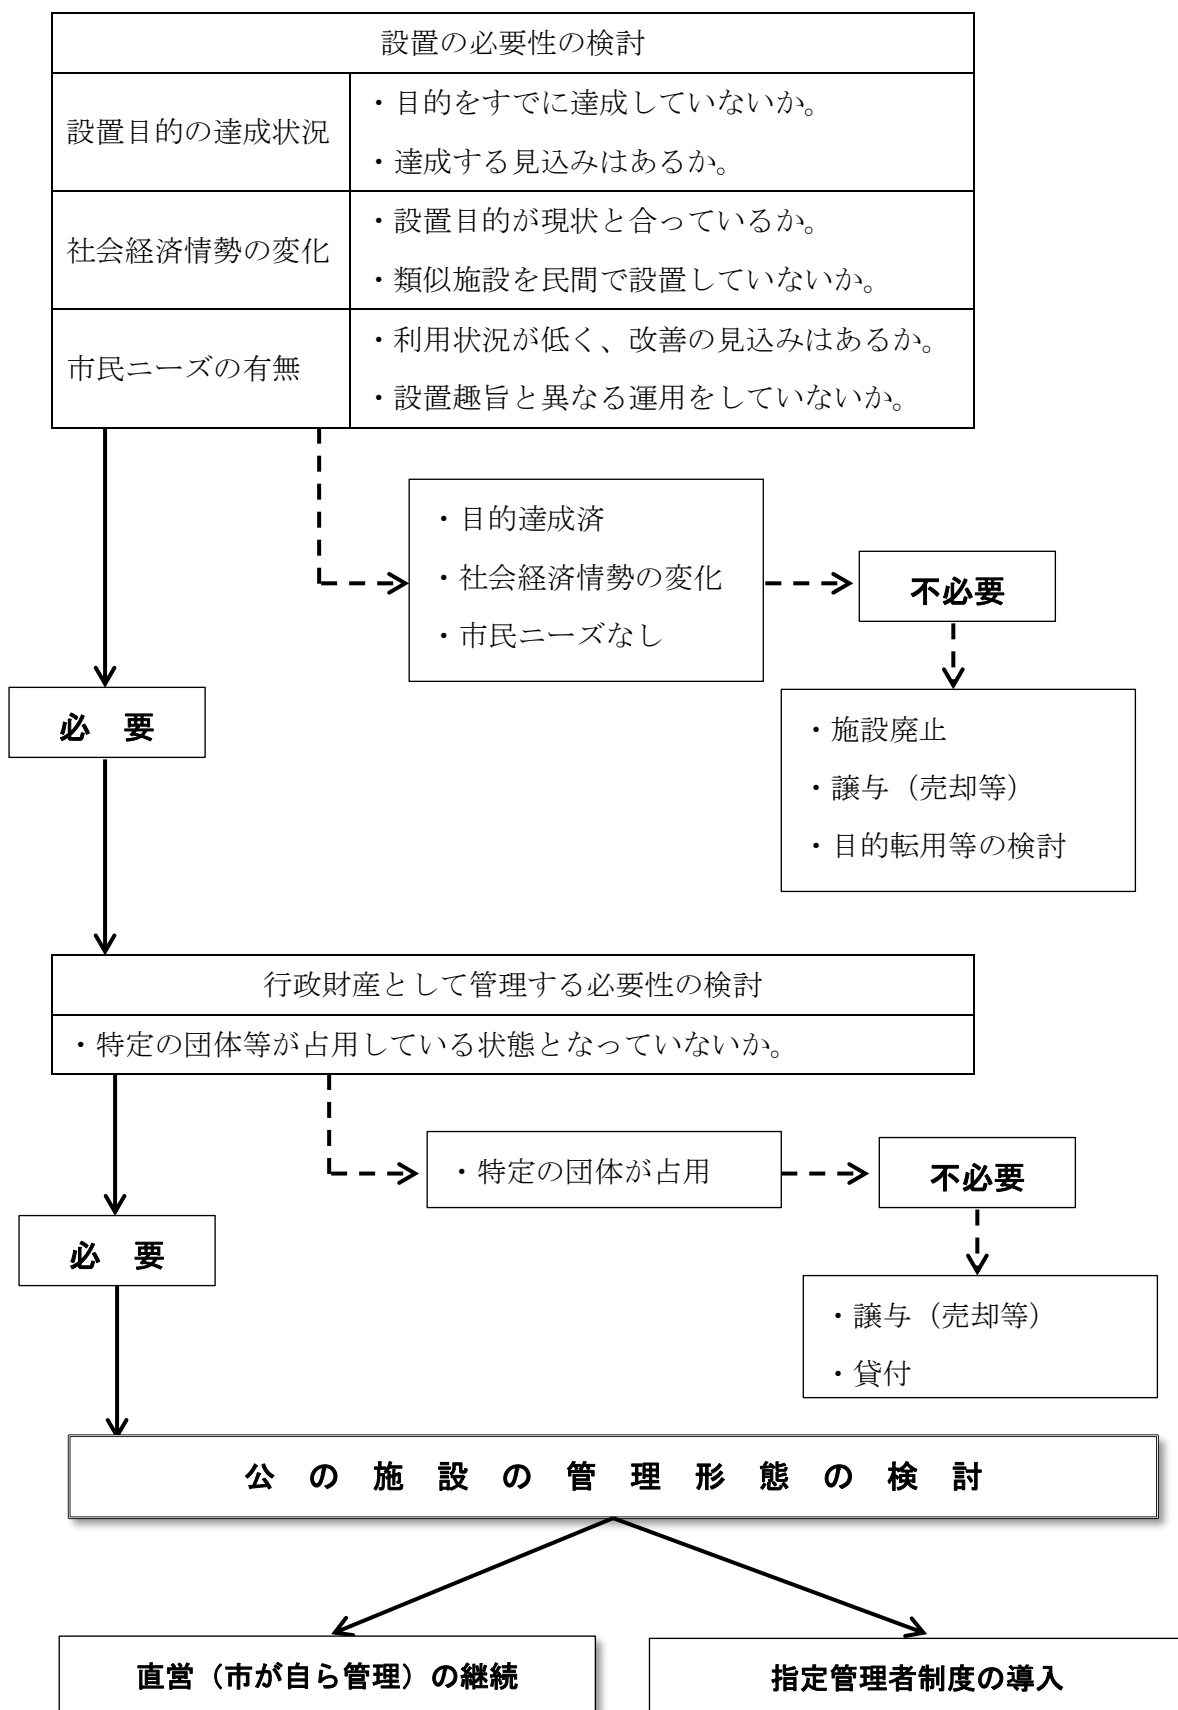 設置の必要性の検討
設置目的の達成状況
・目的をすでに達成していないか。
・達成する見込みはあるか。
社会経済情勢の変化
・設置目的が現状と合っているか。
・類似施設を民間で設置していないか。
市民ニーズの有無
・利用状況が低く、改善の見込みはあるか。
・設置趣旨と異なる運用をしていないか。
・目的達成済
・社会経済情勢の変化
・市民ニーズなし
不必要
必　要
・施設廃止
・譲与（売却等）
・目的転用等の検討
行政財産として管理する必要性の検討
・特定の団体等が占用している状態となっていないか。
・特定の団体が占用
不必要
必　要
・譲与（売却等）
・貸付
公の施設の管理形態の検討
直営（市が自ら管理）の継続
指定管理者制度の導入